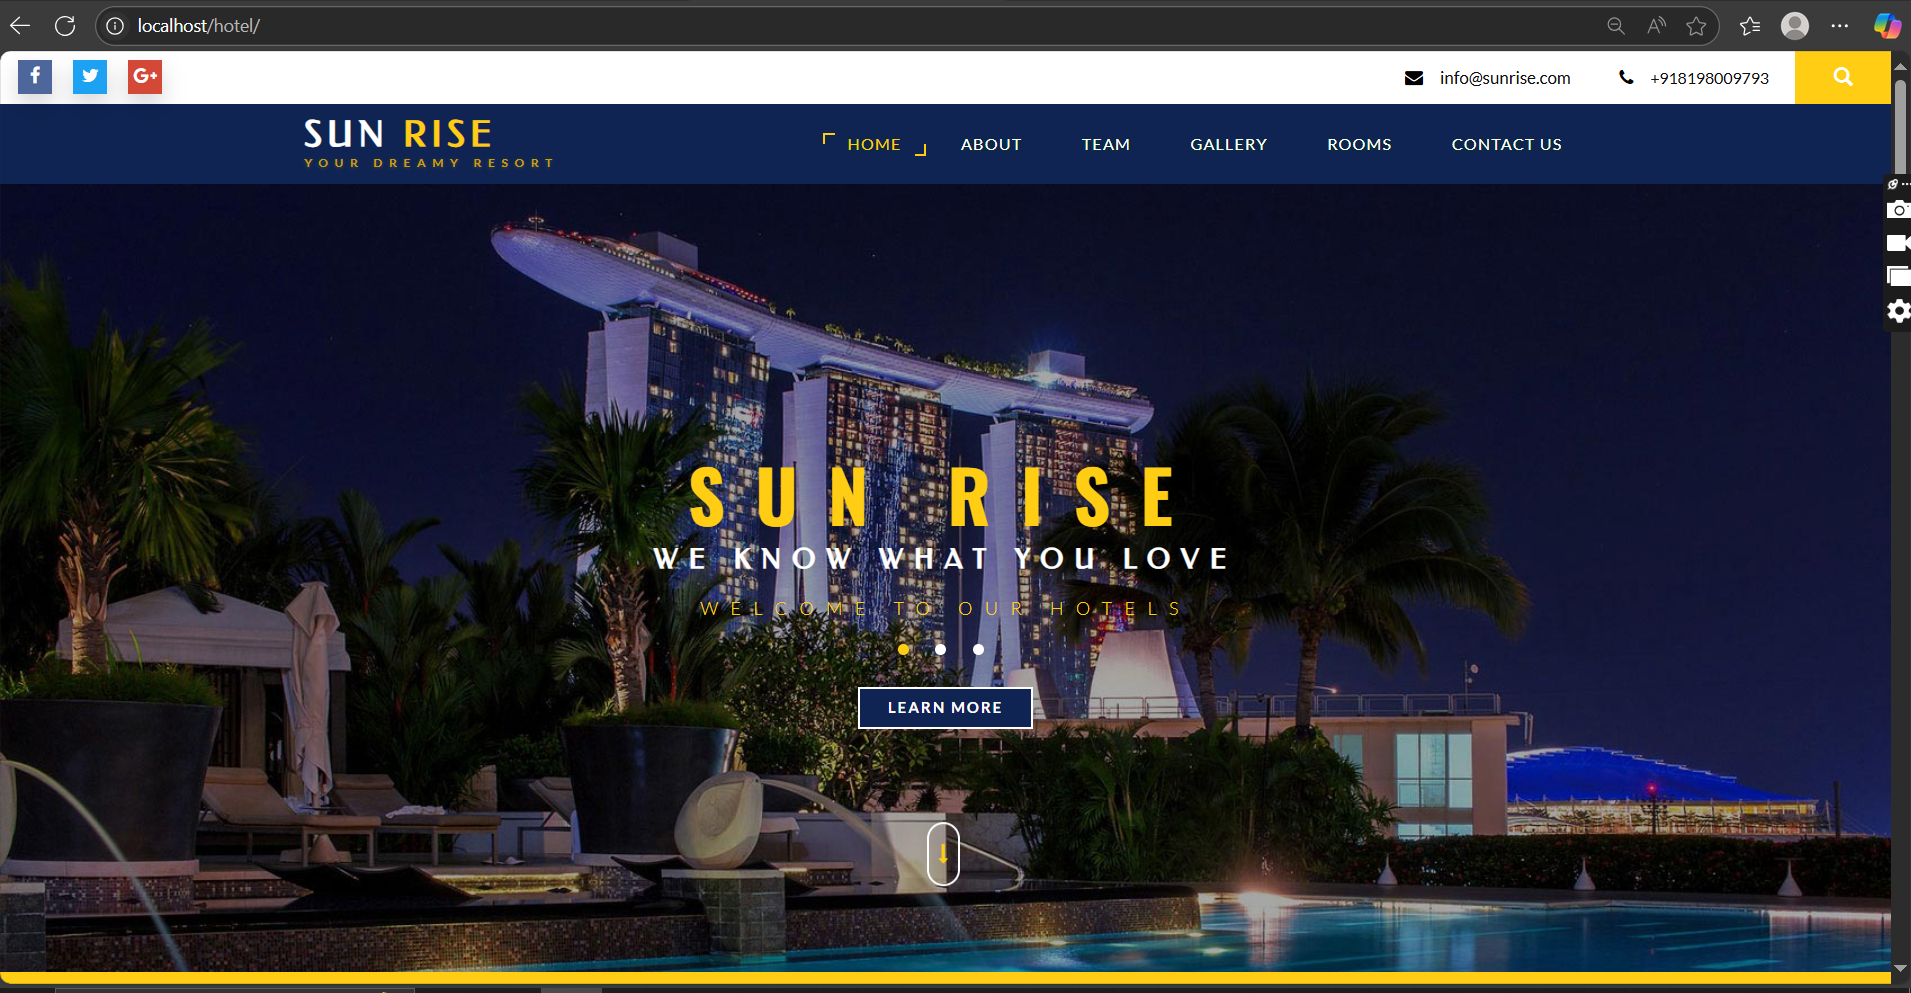 localhost/hotel/
info@sunrise.com
+918198009793
SUN RISE
YOUR DREAMY RESORT
HOME
ABOUT
TEAM
GALLERY
ROOMS
CONTACT US
SUN RISE
WE KNOW WHAT YOU LOVE
WELCOME TO OUR HOTELS
LEARN MORE